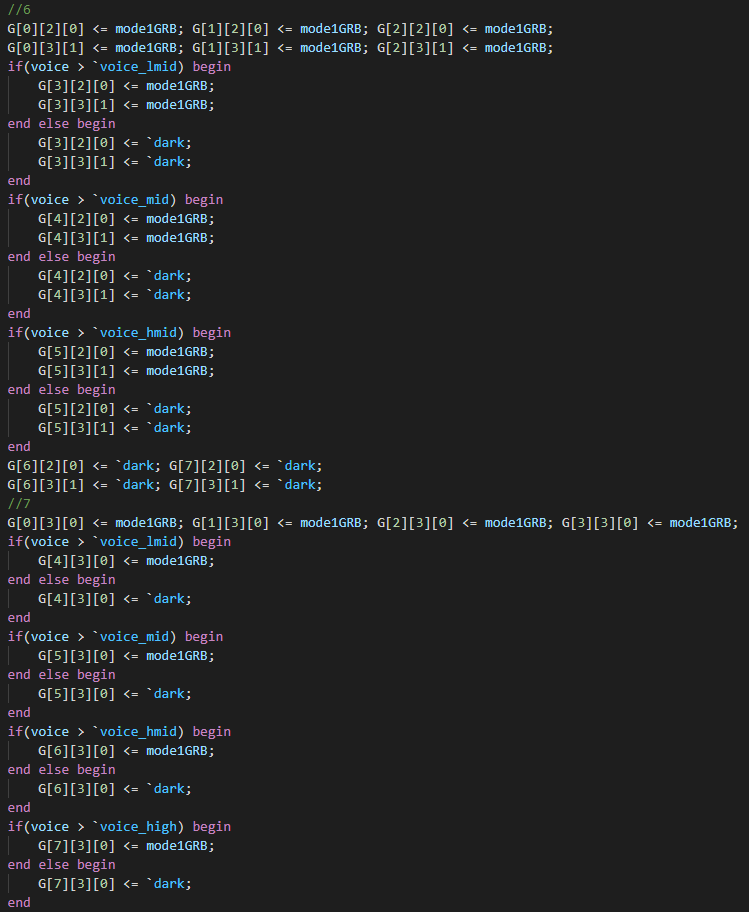 //6
G[0][2][0] <= mode1GRB; G[1][2][0] <= mode1GRB; G[2][2][0] <= mode1GRB;
G[0][3][1] <= mode1GRB; G[1][3][1] <= mode1GRB; G[2][3][1] <= mode1GRB;
if(voice > `voice_lmid) begin
    G[3][2][0] <= mode1GRB;
    G[3][3][1] <= mode1GRB;
end else begin
    G[3][2][0] <= `dark;
    G[3][3][1] <= `dark;
end
if(voice > `voice_mid) begin
    G[4][2][0] <= mode1GRB;
    G[4][3][1] <= mode1GRB;
end else begin
    G[4][2][0] <= `dark;
    G[4][3][1] <= `dark;
end
if(voice > `voice_hmid) begin
    G[5][2][0] <= mode1GRB;
    G[5][3][1] <= mode1GRB;
end else begin
    G[5][2][0] <= `dark;
    G[5][3][1] <= `dark;
end
G[6][2][0] <= `dark; G[7][2][0] <= `dark;
G[6][3][1] <= `dark; G[7][3][1] <= `dark;
//7
G[0][3][0] <= mode1GRB; G[1][3][0] <= mode1GRB; G[2][3][0] <= mode1GRB; G[3][3][0] <= mode1GRB;
if(voice > `voice_lmid) begin
    G[4][3][0] <= mode1GRB;
end else begin
    G[4][3][0] <= `dark;
end
if(voice > `voice_mid) begin
    G[5][3][0] <= mode1GRB;
end else begin
    G[5][3][0] <= `dark;
end
if(voice > `voice_hmid) begin
    G[6][3][0] <= mode1GRB;
end else begin
    G[6][3][0] <= `dark;
end
if(voice > `voice_high) begin
    G[7][3][0] <= mode1GRB;
end else begin
    G[7][3][0] <= `dark;
end